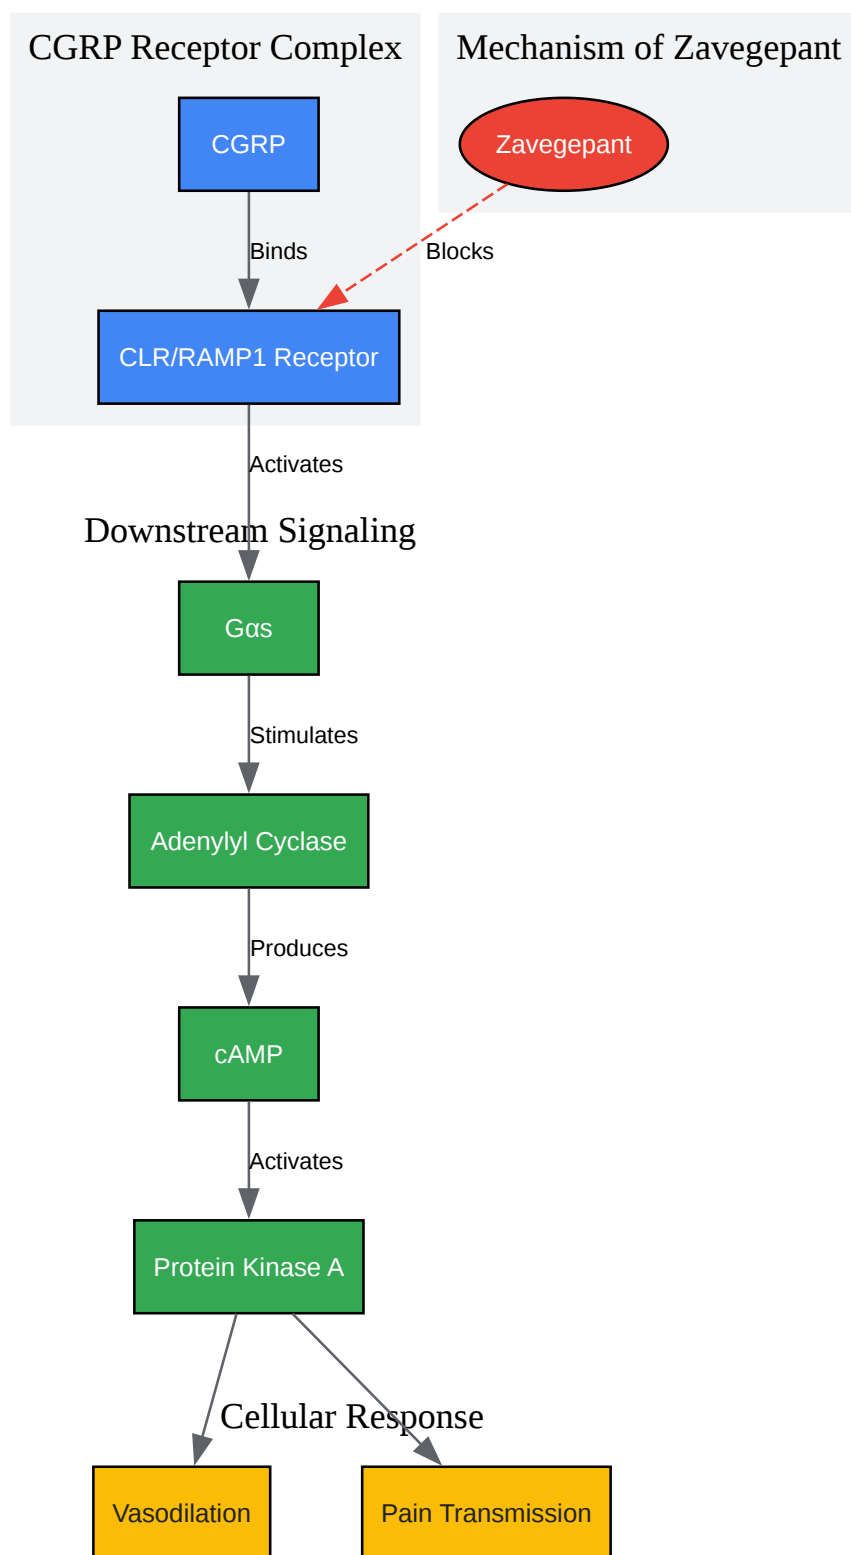 CGRP Receptor Complex
Mechanism of Zavegepant
CGRP
Zavegepant
Binds
Blocks
CLR/RAMP1 Receptor
Activates
Downstream Signaling
Gαs
Stimulates
Adenylyl Cyclase
Produces
cAMP
Activates
Protein Kinase A
Cellular Response
Vasodilation
Pain Transmission